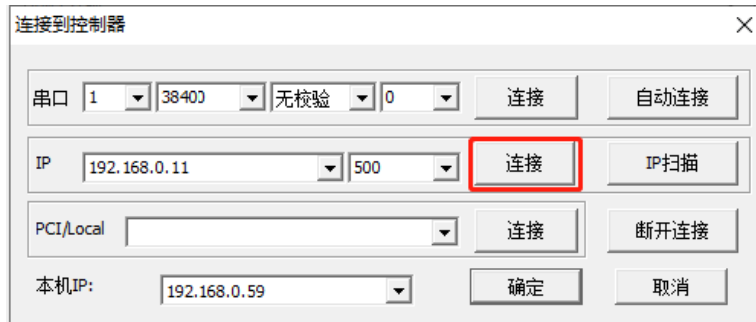 连接到控制器
串口 1 38400 无校验 0 连接 自动连接
IP 192.168.0.11 500 连接 IP扫描
PCI/Local 连接 断开连接
本机IP: 192.168.0.59 确定 取消